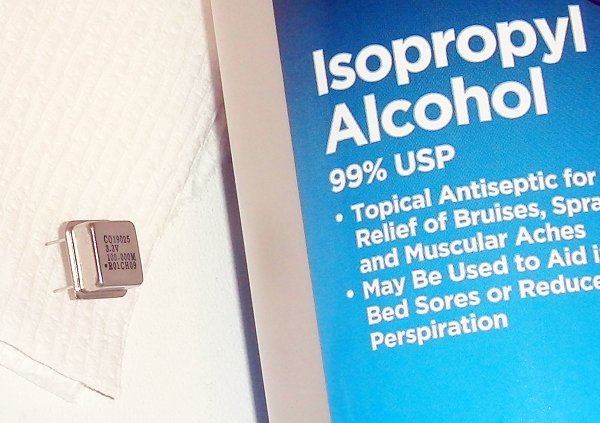 CO19025
3.3V
100-000M
•R01CH09
Isopropyl
Alcohol
99% USP
• Topical Antiseptic for
Relief of Bruises,
and Muscular Aches
• May Be Used to Aid
Bed Sores or Reduce
Perspiration